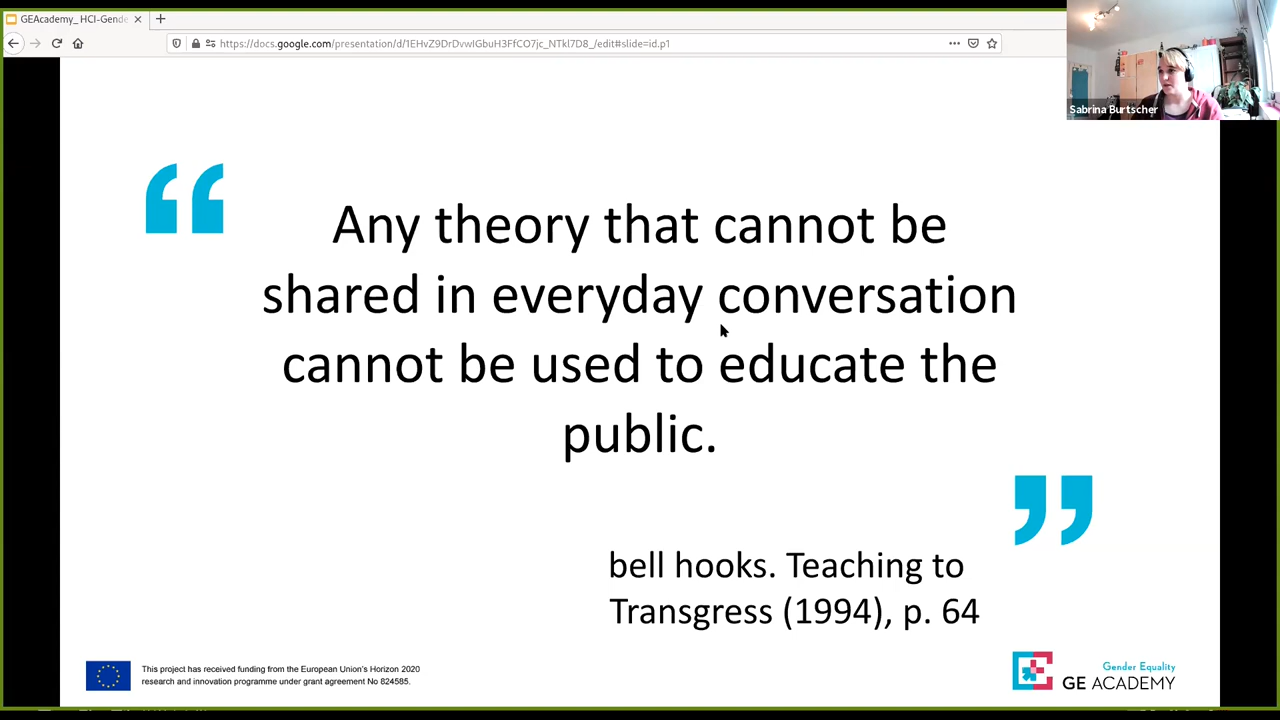 GEAcademy_ HCI-Gende
https://docs.google.com/presentation/d/1EHvZ9DrDvwIGbuH3FfCO7jc_NTkl7D8_/edit#slide=id.p1
Sabrina Burtscher
“
Any theory that cannot be
shared in everyday conversation
cannot be used to educate the
public.
”
bell hooks. Teaching to
Transgress (1994), p. 64
This project has received funding from the European Union's Horizon 2020
research and innovation programme under grant agreement No 824585.
Gender Equality
GE ACADEMY